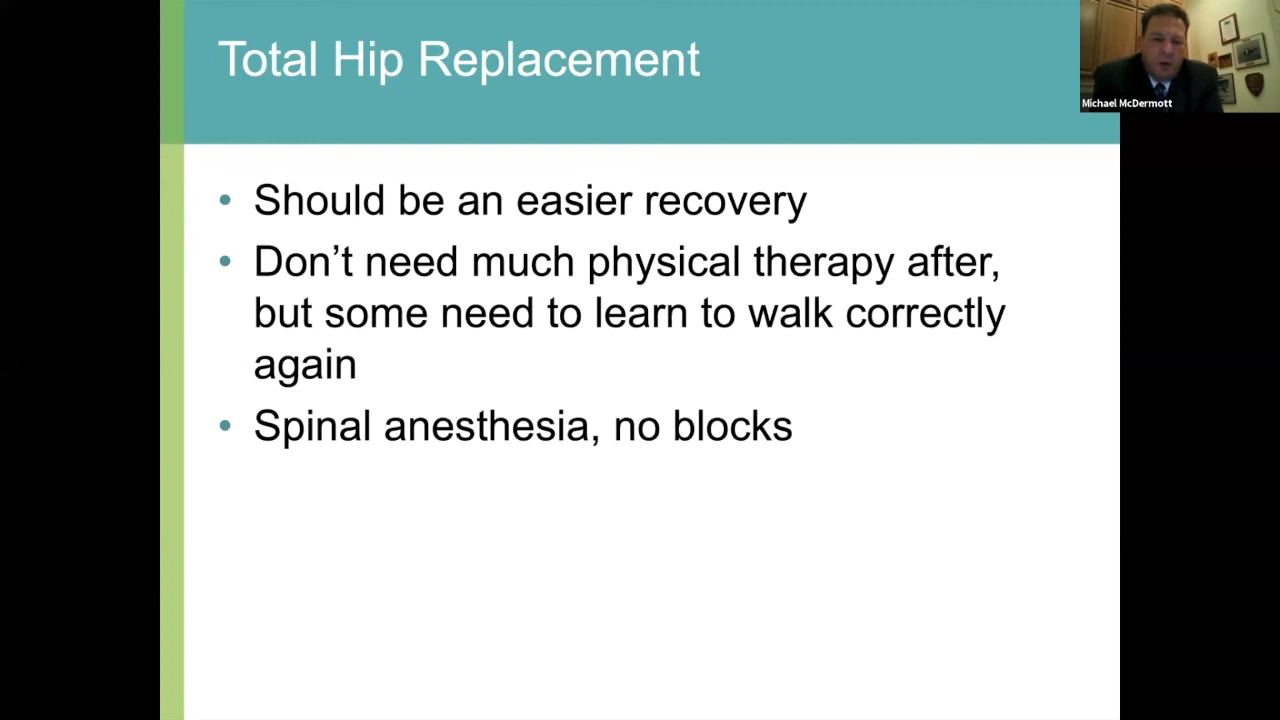 Total Hip Replacement
Michael McDermott
• Should be an easier recovery
• Don’t need much physical therapy after,
but some need to learn to walk correctly
again
• Spinal anesthesia, no blocks